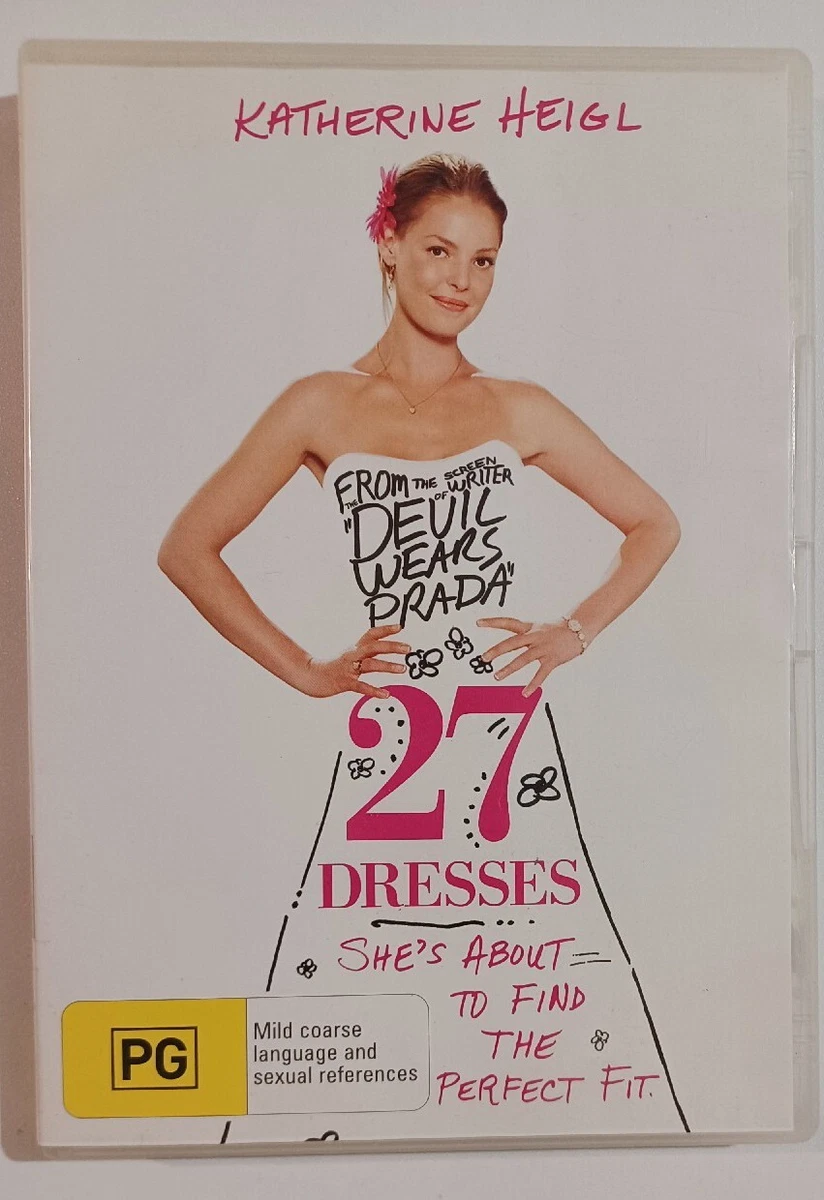 KATHERINE HEIGL
FROM THE SCREEN
WRITER
OF
THE
"DEVIL
WEARS
PRADA"
27
DRESSES
SHE'S ABOUT
TO FIND
THE
PERFECT FIT.
PG
Mild coarse
language and
sexual references